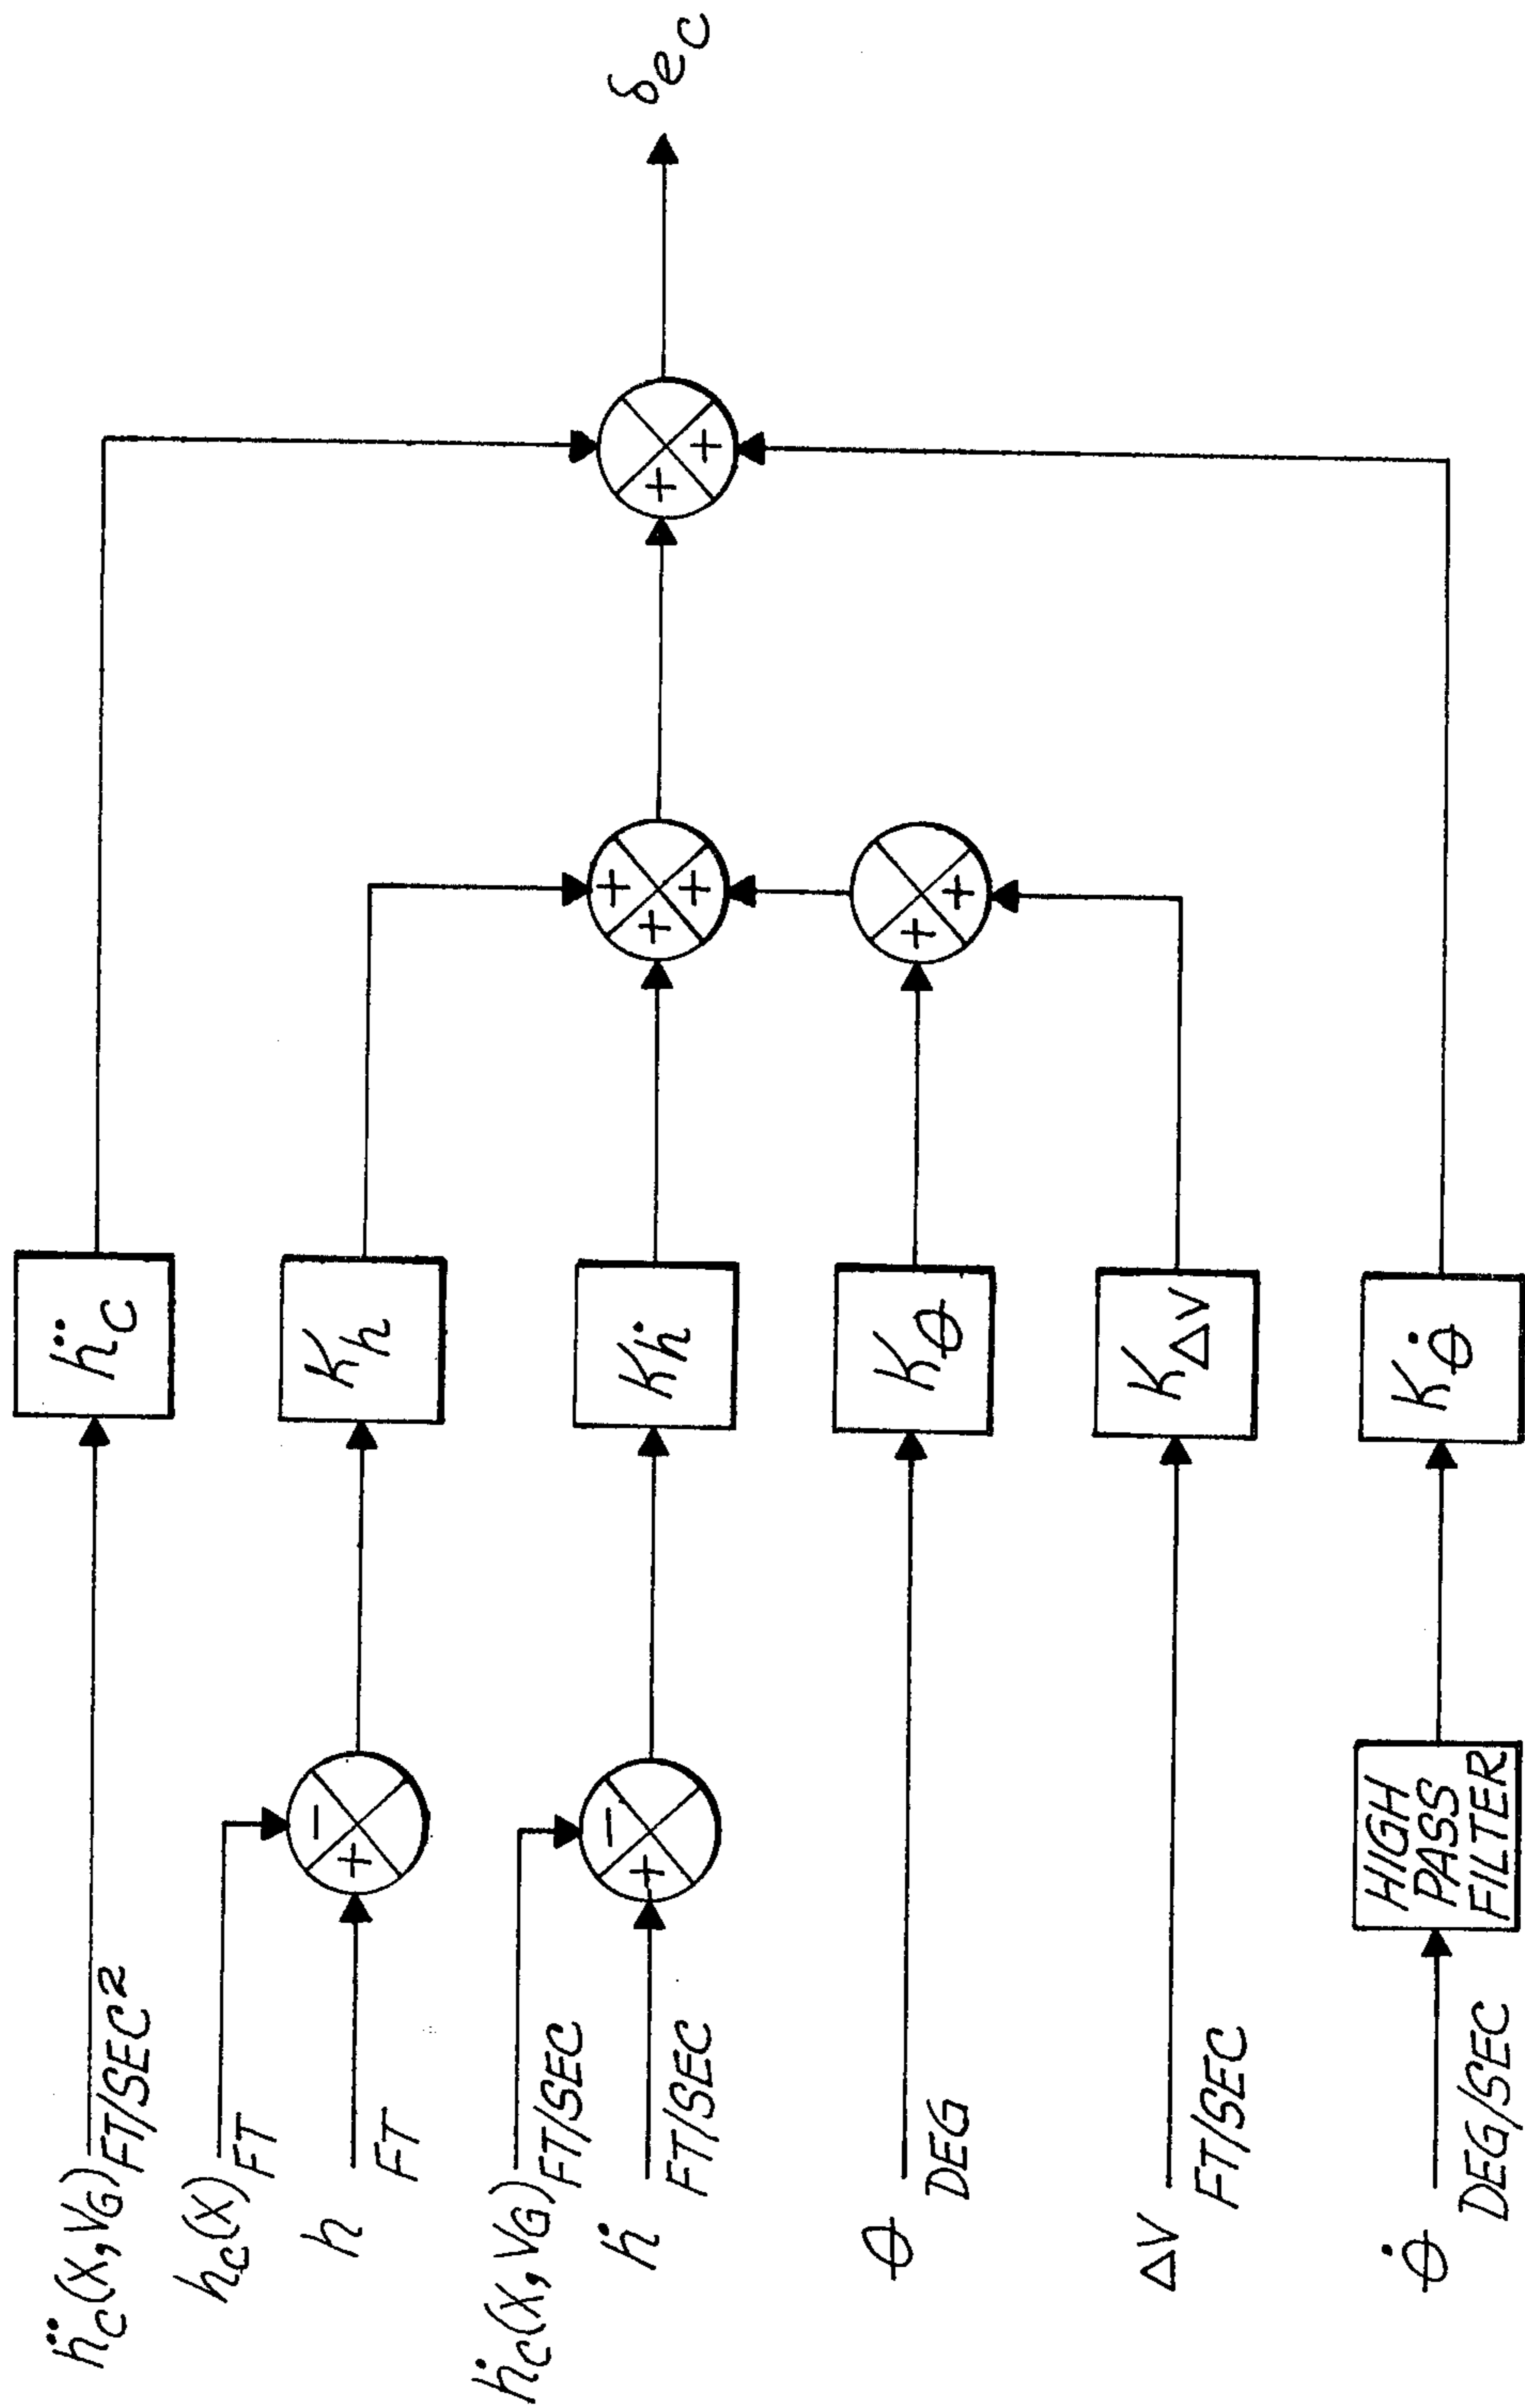 ḧc(X, VG) FT/SEC²
ḧc
hc(X) FT
h FT
−
+
Kh
ḣc(X, VG) FT/SEC
ḣ FT/SEC
−
+
Kḣ
+
+
+
+
+
δec
θ DEG
Kθ
+
+
ΔV FT/SEC
KΔV
θ̇ DEG/SEC
HIGH
PASS
FILTER
Kθ̇